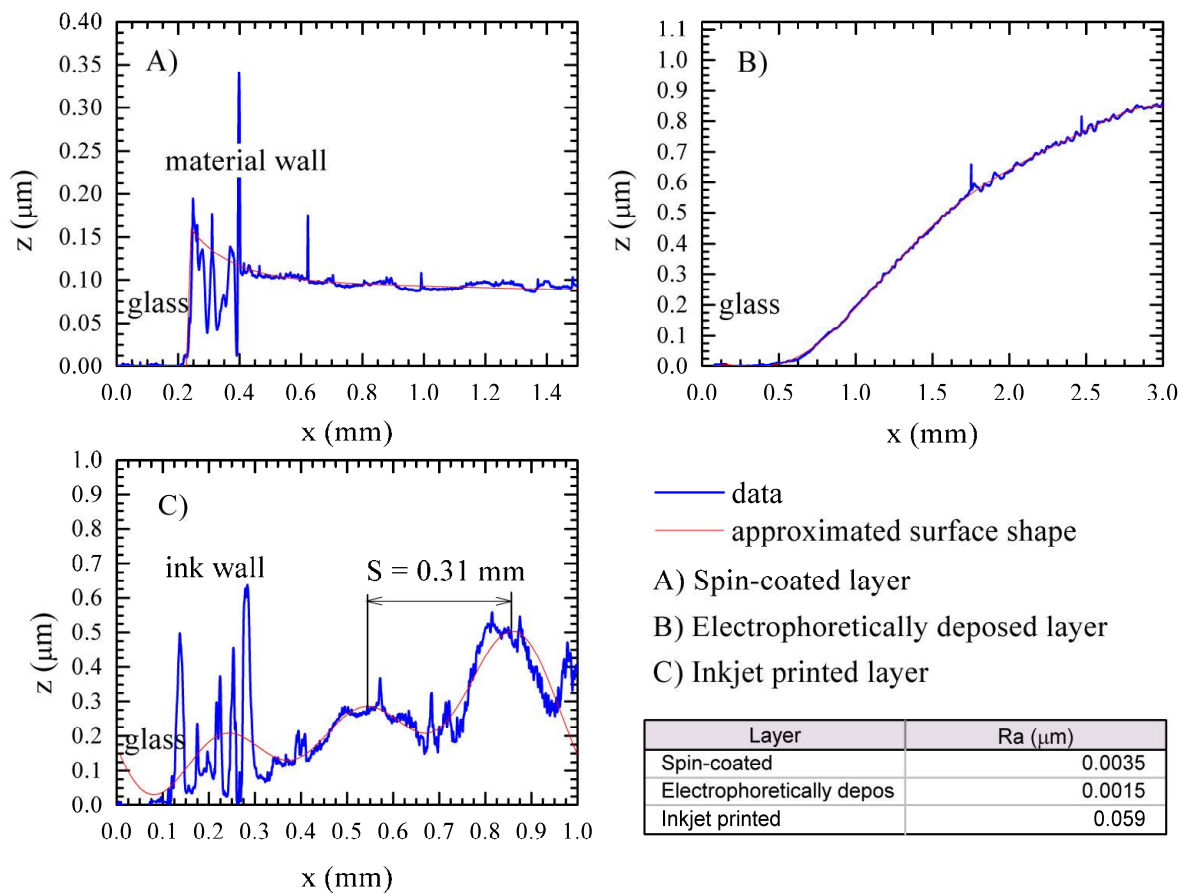 0.40
0.35
0.30
0.25
0.20
0.15
0.10
0.05
0.00
z (μm)
A)
material wall
glass
0.0 0.2 0.4 0.6 0.8 1.0 1.2 1.4
x (mm)
1.1
1.0
0.9
0.8
0.7
0.6
0.5
0.4
0.3
0.2
0.1
0.0
z (μm)
B)
glass
0.0 0.5 1.0 1.5 2.0 2.5 3.0
x (mm)
1.0
0.9
0.8
0.7
0.6
0.5
0.4
0.3
0.2
0.1
0.0
z (μm)
C)
ink wall
S = 0.31 mm
glass
0.0 0.1 0.2 0.3 0.4 0.5 0.6 0.7 0.8 0.9 1.0
x (mm)
data
approximated surface shape
A) Spin-coated layer
B) Electrophoretically deposed layer
C) Inkjet printed layer
Layer Ra (μm)
Spin-coated 0.0035
Electrophoretically depos 0.0015
Inkjet printed 0.059